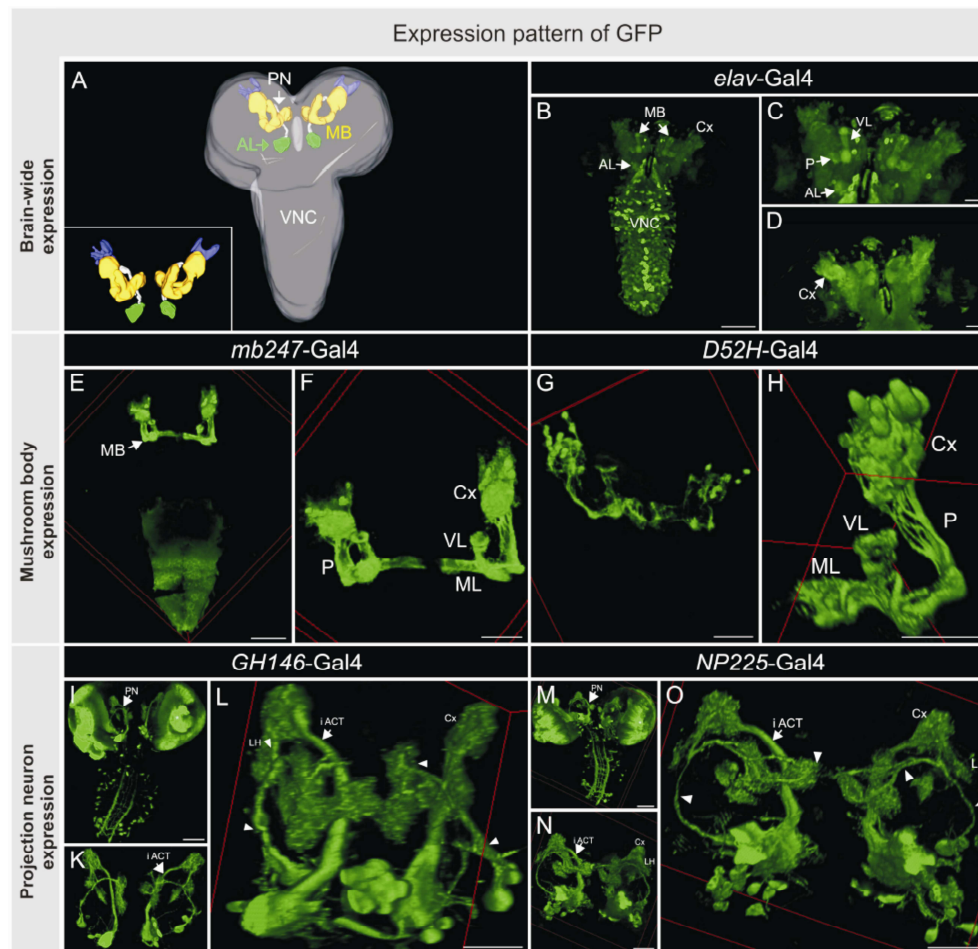 Expression pattern of GFP
Brain-wide
expression
A
PN
AL
MB
VNC
elav-Gal4
B
MB
Cx
AL
VNC
C
VL
P
AL
D
Cx
Mushroom body
expression
mb247-Gal4
E
MB
F
Cx
VL
P
ML
D52H-Gal4
G
H
Cx
P
VL
ML
Projection neuron
expression
GH146-Gal4
I
PN
K
i ACT
L
i ACT
Cx
LH
NP225-Gal4
M
PN
N
i ACT
Cx
LH
O
i ACT
Cx
L